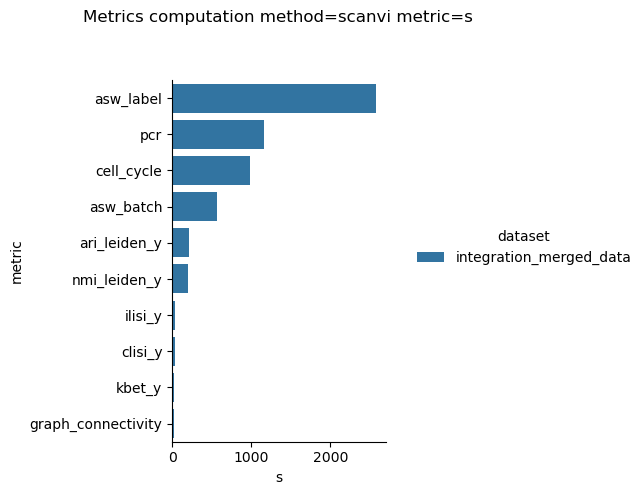 Metrics computation method=scanvi metric=s
metric
asw_label
pcr
cell_cycle
asw_batch
ari_leiden_y
nmi_leiden_y
ilisi_y
clisi_y
kbet_y
graph_connectivity
0 1000 2000
s
dataset
integration_merged_data